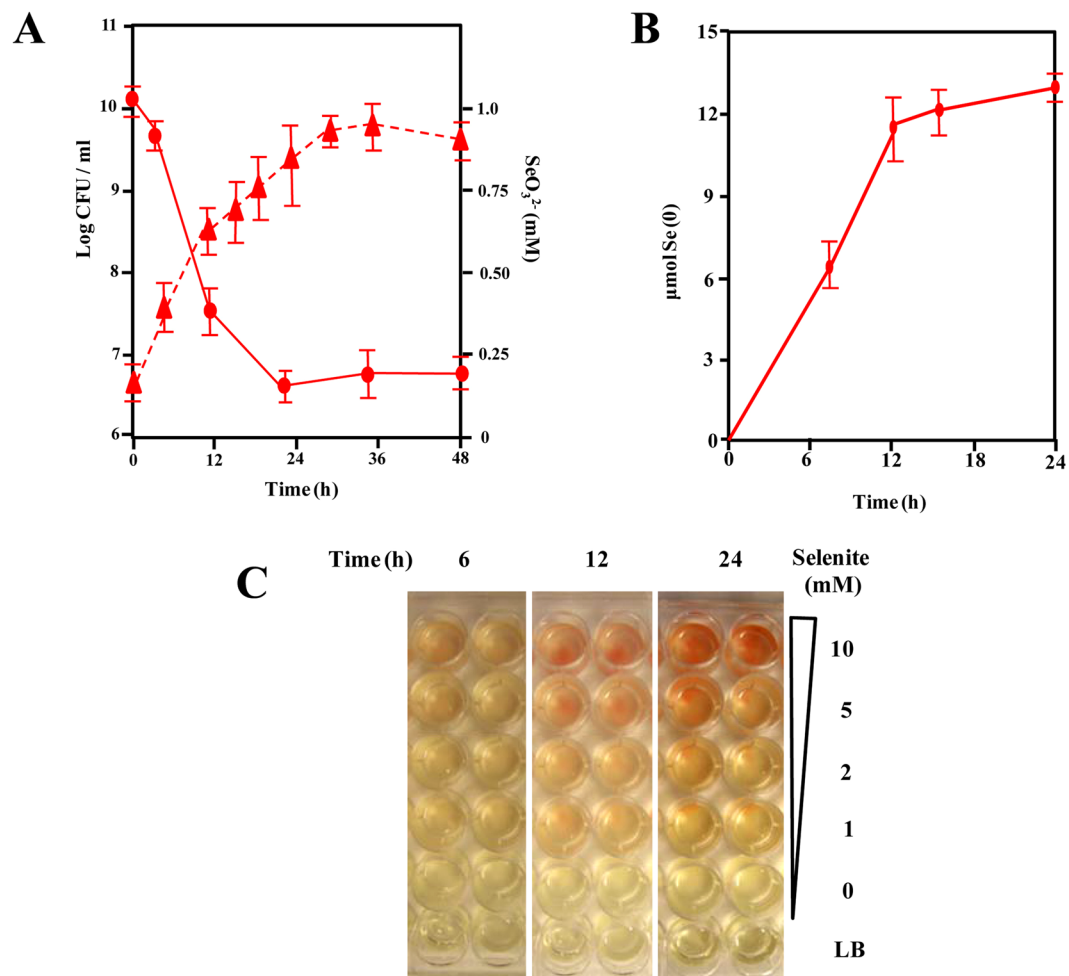 A
11
10
9
8
7
6
Log CFU / ml
1.0
0.75
0.50
0.25
0
SeO₃²⁻ (mM)
0 12 24 36 48
Time (h)
B
15
12
9
6
3
0
µmol Se (0)
0 6 12 18 24
Time (h)
C
Time (h) 6 12 24 Selenite
(mM)
10
5
2
1
0
LB